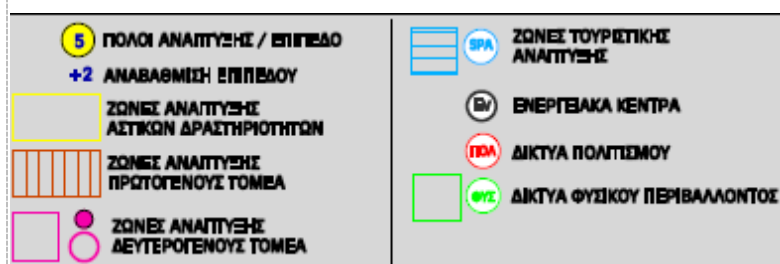 5 ΠΟΛΟΙ ΑΝΑΠΤΥΞΗΣ / ΕΠΙΠΕΔΟ
+2 ΑΝΑΒΑΘΜΙΣΗ ΕΠΙΠΕΔΟΥ
ΖΩΝΕΣ ΑΝΑΠΤΥΞΗΣ
ΑΣΤΙΚΩΝ ΔΡΑΣΤΗΡΙΟΤΗΤΩΝ
ΖΩΝΕΣ ΑΝΑΠΤΥΞΗΣ
ΠΡΩΤΟΓΕΝΟΥΣ ΤΟΜΕΑ
ΖΩΝΕΣ ΑΝΑΠΤΥΞΗΣ
ΔΕΥΤΕΡΟΓΕΝΟΥΣ ΤΟΜΕΑ
SPA ΖΩΝΕΣ ΤΟΥΡΙΣΤΙΚΗΣ
ΑΝΑΠΤΥΞΗΣ
ΕΝΕΡΓΕΙΑΚΑ ΚΕΝΤΡΑ
ΠΟΛ ΔΙΚΤΥΑ ΠΟΛΙΤΙΣΜΟΥ
ΦΥΣ ΔΙΚΤΥΑ ΦΥΣΙΚΟΥ ΠΕΡΙΒΑΛΛΟΝΤΟΣ